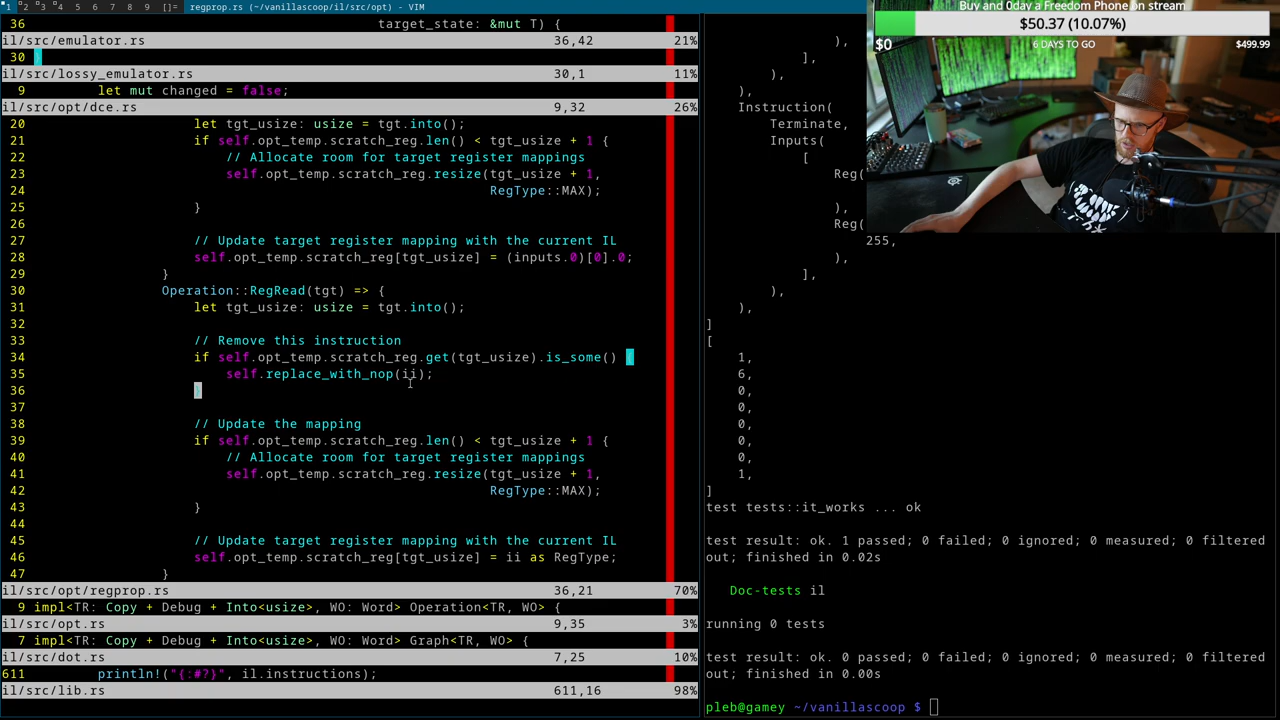 1 2 3 4 5 6 7 8 9 []= regprop.rs (~/vanillascoop/il/src/opt) - VIM
36 target_state: &mut T) {
il/src/emulator.rs 36,42 21%
30 }
il/src/lossy_emulator.rs 30,1 11%
9 let mut changed = false;
il/src/opt/dce.rs 9,32 26%
20 let tgt_usize: usize = tgt.into();
21 if self.opt_temp.scratch_reg.len() < tgt_usize + 1 {
22 // Allocate room for target register mappings
23 self.opt_temp.scratch_reg.resize(tgt_usize + 1,
24 RegType::MAX);
25 }
26
27 // Update target register mapping with the current IL
28 self.opt_temp.scratch_reg[tgt_usize] = (inputs.0)[0].0;
29 }
30 Operation::RegRead(tgt) => {
31 let tgt_usize: usize = tgt.into();
32
33 // Remove this instruction
34 if self.opt_temp.scratch_reg.get(tgt_usize).is_some() {
35 self.replace_with_nop(ii);
36 }
37
38 // Update the mapping
39 if self.opt_temp.scratch_reg.len() < tgt_usize + 1 {
40 // Allocate room for target register mappings
41 self.opt_temp.scratch_reg.resize(tgt_usize + 1,
42 RegType::MAX);
43 }
44
45 // Update target register mapping with the current IL
46 self.opt_temp.scratch_reg[tgt_usize] = ii as RegType;
47 }
il/src/opt/regprop.rs 36,21 70%
9 impl<TR: Copy + Debug + Into<usize>, WO: Word> Operation<TR, WO> {
il/src/opt.rs 9,35 3%
7 impl<TR: Copy + Debug + Into<usize>, WO: Word> Graph<TR, WO> {
il/src/dot.rs 7,25 10%
611 println!("{:#?}", il.instructions);
il/src/lib.rs 611,16 98%
),
],
),
),
Instruction(
Terminate,
Inputs(
[
Reg(
),
Reg(
255,
),
],
),
),
]
[
1,
6,
0,
0,
0,
0,
0,
1,
]
test tests::it_works ... ok
test result: ok. 1 passed; 0 failed; 0 ignored; 0 measured; 0 filtered
out; finished in 0.02s
Doc-tests il
running 0 tests
test result: ok. 0 passed; 0 failed; 0 ignored; 0 measured; 0 filtered
out; finished in 0.00s
pleb@gamey ~/vanillascoop $
Buy and 0day a Freedom Phone on stream
$50.37 (10.07%)
$0 6 DAYS TO GO $499.99